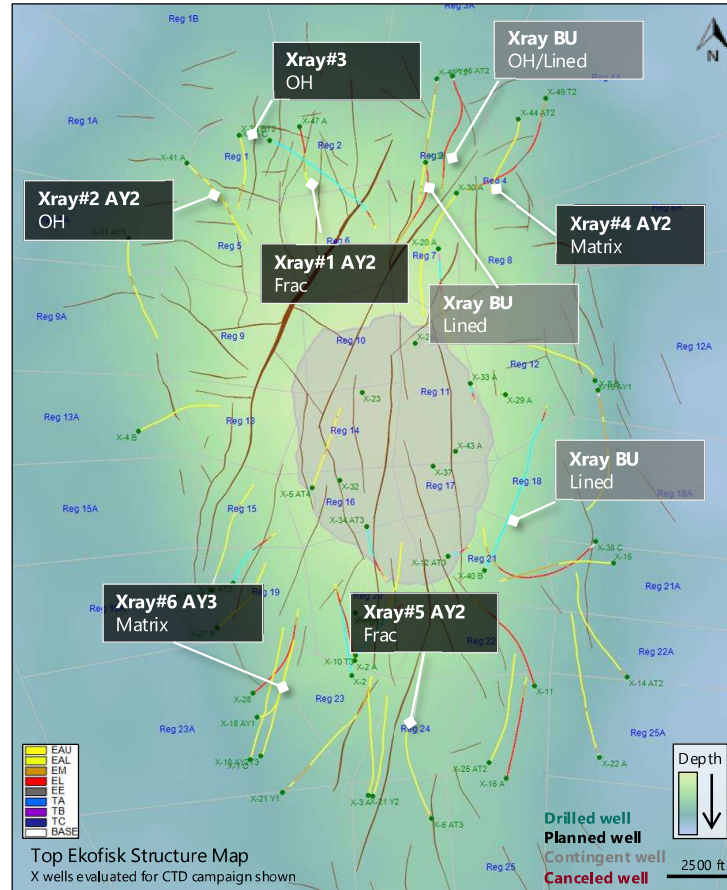 Reg 1B
Reg 3A
N
Xray#3
OH
Xray BU
OH/Lined
X-49 T2
X-44 AT2
Reg 1A
X-47 A
Reg 2
Reg 1
X-41 A
Reg 4
X-30 A
Xray#2 AY2
OH
Xray#4 AY2
Matrix
Reg 5
Reg 6
Xray#1 AY2
Frac
X-20 A
Reg 7
Reg 8
Xray BU
Lined
Reg 9A
Reg 9
Reg 10
Reg 12
Reg 12A
X-33 A
Reg 11
X-29 A
X-23
Reg 13A
Reg 13
X-4 B
Reg 14
X-43 A
X-37
Xray BU
Lined
Reg 18
Reg 18A
X-5 AT4
X-32
Reg 17
Reg 15
Reg 16
Reg 15A
X-34 AT3
X-36 C
X-12 AT3
Reg 21
X-15
X-40 B
Reg 21A
Reg 19
Xray#6 AY3
Matrix
Xray#5 AY2
Frac
Reg 22
X-10 T3
X-2 A
X-2
Reg 22A
X-14 AT2
X-11
X-28
Reg 23
X-18 AY1
Reg 23A
Reg 24
Reg 25A
X-22 A
X-25 AT2
X-16 A
X-21 Y1
X-6 AT3
Reg 25
EAU
EAL
EM
EL
EE
TA
TB
TC
BASE
Depth
Top Ekofisk Structure Map
X wells evaluated for CTD campaign shown
Drilled well
Planned well
Contingent well
Canceled well
2500 ft